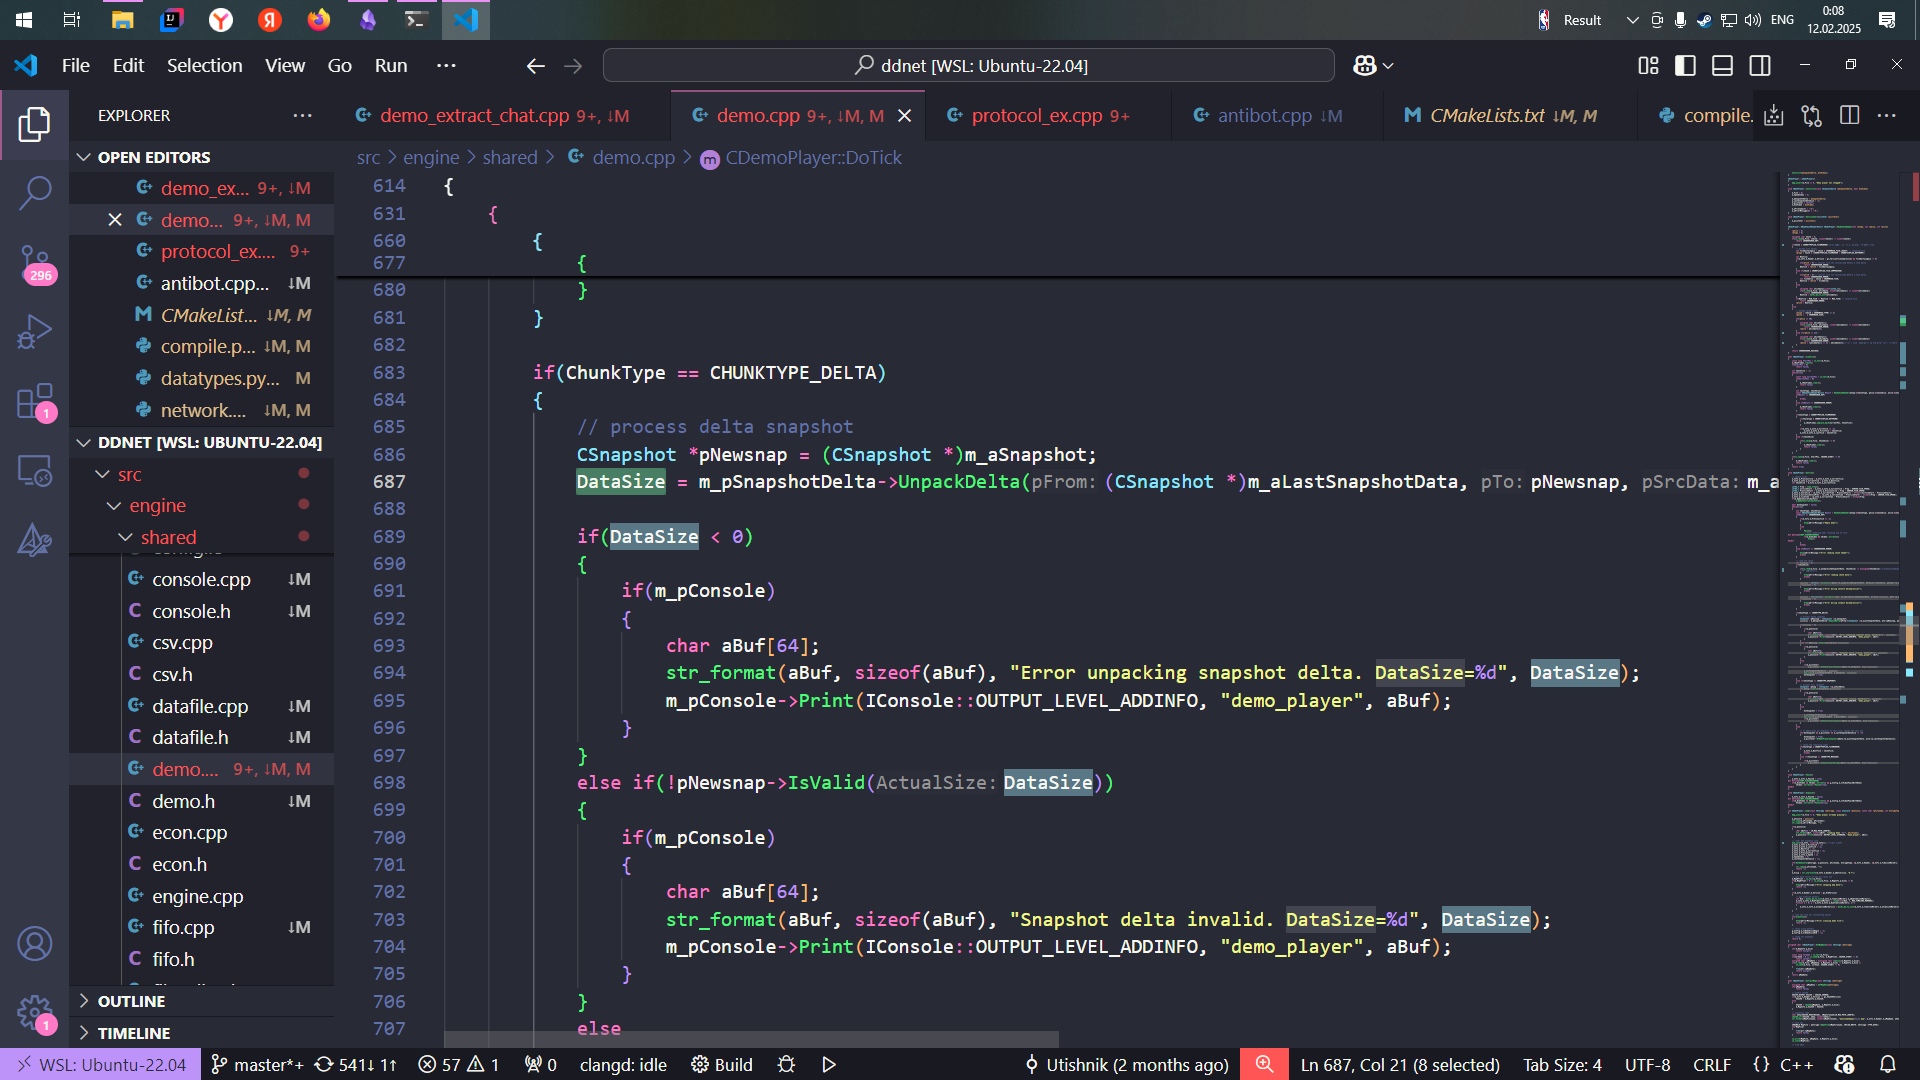 Result
ENG
0:08
12.02.2025
File Edit Selection View Go Run ···
ddnet [WSL: Ubuntu-22.04]
EXPLORER
demo_extract_chat.cpp 9+, ↓M
demo.cpp 9+, ↓M, M
protocol_ex.cpp 9+
antibot.cpp ↓M
CMakeLists.txt ↓M, M
compile.
src > engine > shared > demo.cpp > CDemoPlayer::DoTick
OPEN EDITORS
demo_ex... 9+, ↓M
demo... 9+, ↓M, M
protocol_ex.... 9+
antibot.cpp... ↓M
CMakeList... ↓M, M
compile.p... ↓M, M
datatypes.py... M
network.... ↓M, M
DDNET [WSL: UBUNTU-22.04]
src
engine
shared
console.cpp ↓M
console.h ↓M
csv.cpp
csv.h
datafile.cpp ↓M
datafile.h ↓M
demo.... 9+, ↓M, M
demo.h ↓M
econ.cpp
econ.h
engine.cpp
fifo.cpp ↓M
fifo.h
OUTLINE
TIMELINE
296
1
1
614 {
631 {
660 {
677 {
680 }
681 }
682
683 if(ChunkType == CHUNKTYPE_DELTA)
684 {
685 // process delta snapshot
686 CSnapshot *pNewsnap = (CSnapshot *)m_aSnapshot;
687 DataSize = m_pSnapshotDelta->UnpackDelta(pFrom: (CSnapshot *)m_aLastSnapshotData, pTo: pNewsnap, pSrcData: m_a
688
689 if(DataSize < 0)
690 {
691 if(m_pConsole)
692 {
693 char aBuf[64];
694 str_format(aBuf, sizeof(aBuf), "Error unpacking snapshot delta. DataSize=%d", DataSize);
695 m_pConsole->Print(IConsole::OUTPUT_LEVEL_ADDINFO, "demo_player", aBuf);
696 }
697 }
698 else if(!pNewsnap->IsValid(ActualSize: DataSize))
699 {
700 if(m_pConsole)
701 {
702 char aBuf[64];
703 str_format(aBuf, sizeof(aBuf), "Snapshot delta invalid. DataSize=%d", DataSize);
704 m_pConsole->Print(IConsole::OUTPUT_LEVEL_ADDINFO, "demo_player", aBuf);
705 }
706 }
707 else
WSL: Ubuntu-22.04 master*+ 541↓ 1↑ 57 1 0 clangd: idle Build Utishnik (2 months ago) Ln 687, Col 21 (8 selected) Tab Size: 4 UTF-8 CRLF {} C++